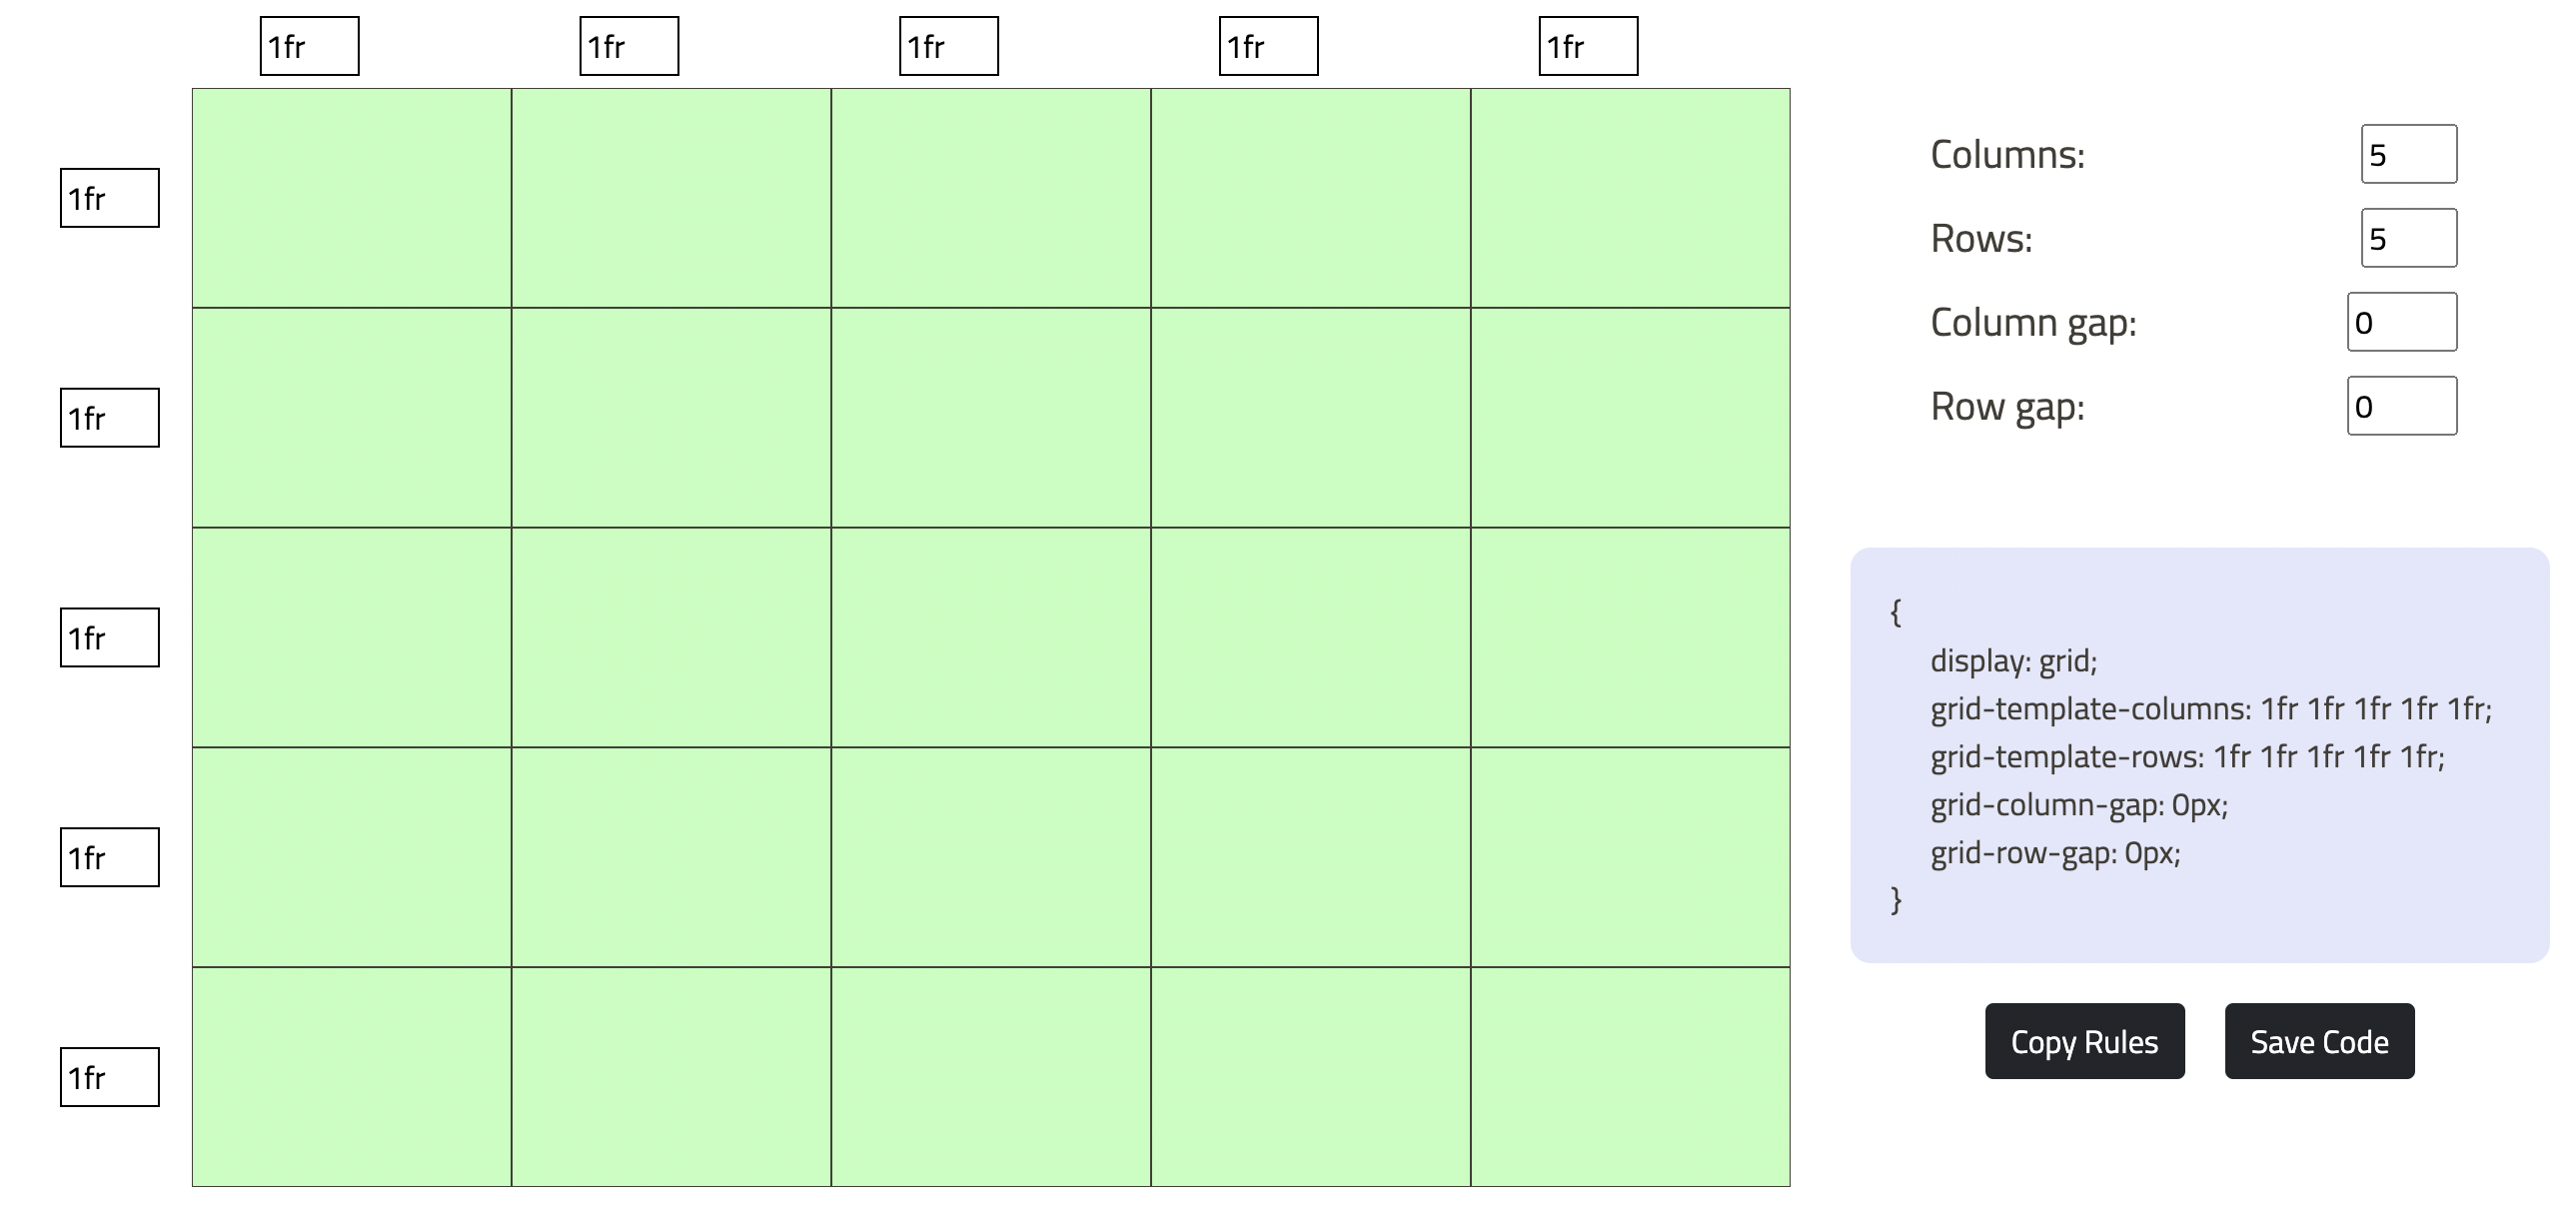 1fr 1fr 1fr 1fr 1fr
1fr
1fr
1fr
1fr
1fr
Columns: 5
Rows: 5
Column gap: 0
Row gap: 0
{
display: grid;
grid-template-columns: 1fr 1fr 1fr 1fr 1fr;
grid-template-rows: 1fr 1fr 1fr 1fr 1fr;
grid-column-gap: 0px;
grid-row-gap: 0px;
}
Copy Rules
Save Code